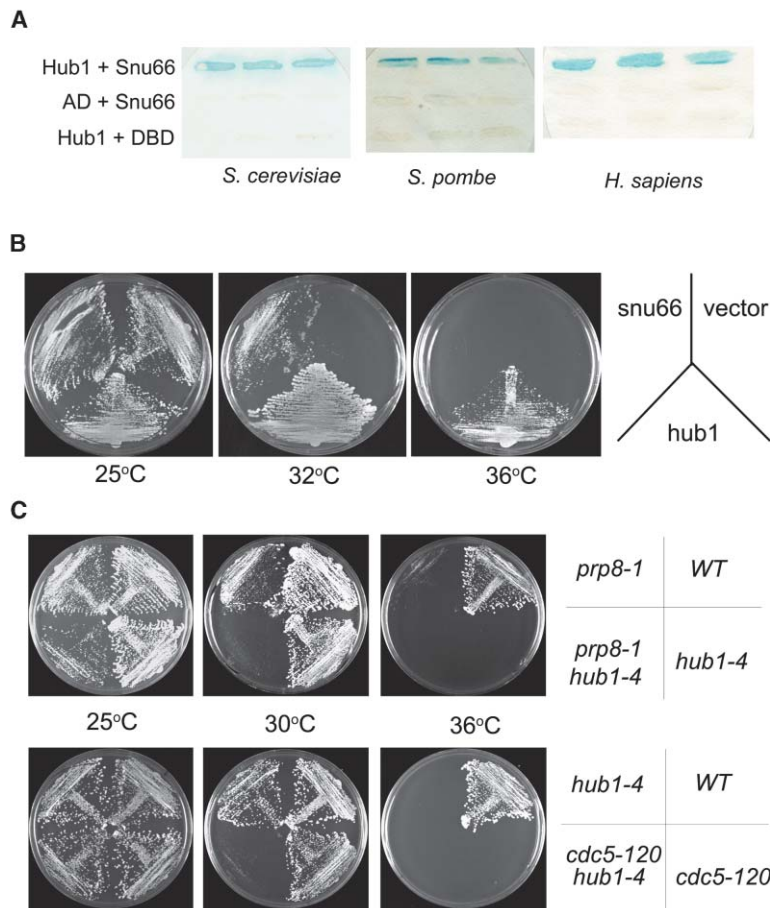 A
Hub1 + Snu66
AD + Snu66
Hub1 + DBD
S. cerevisiae
S. pombe
H. sapiens
B
snu66
vector
hub1
25°C
32°C
36°C
C
prp8-1
WT
prp8-1
hub1-4
hub1-4
25°C
30°C
36°C
hub1-4
WT
cdc5-120
hub1-4
cdc5-120